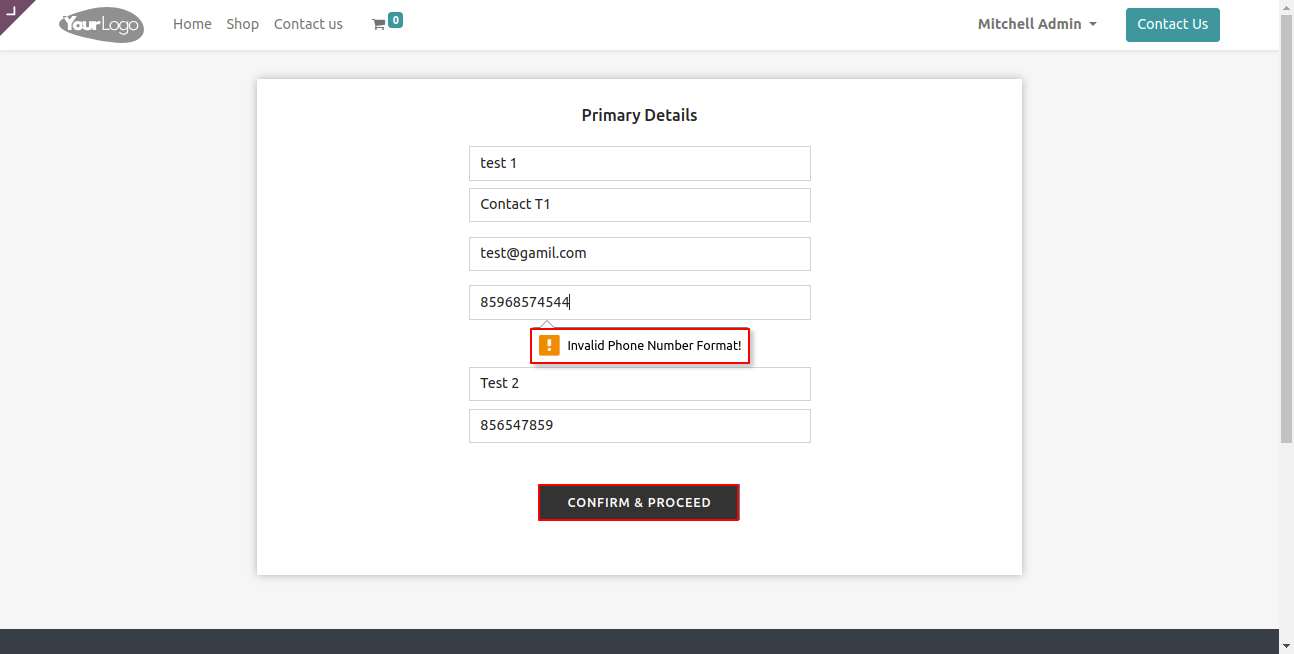 YourLogo Home Shop Contact us 0 Mitchell Admin Contact Us
Primary Details
test 1
Contact T1
test@gamil.com
85968574544
Invalid Phone Number Format!
Test 2
856547859
CONFIRM & PROCEED